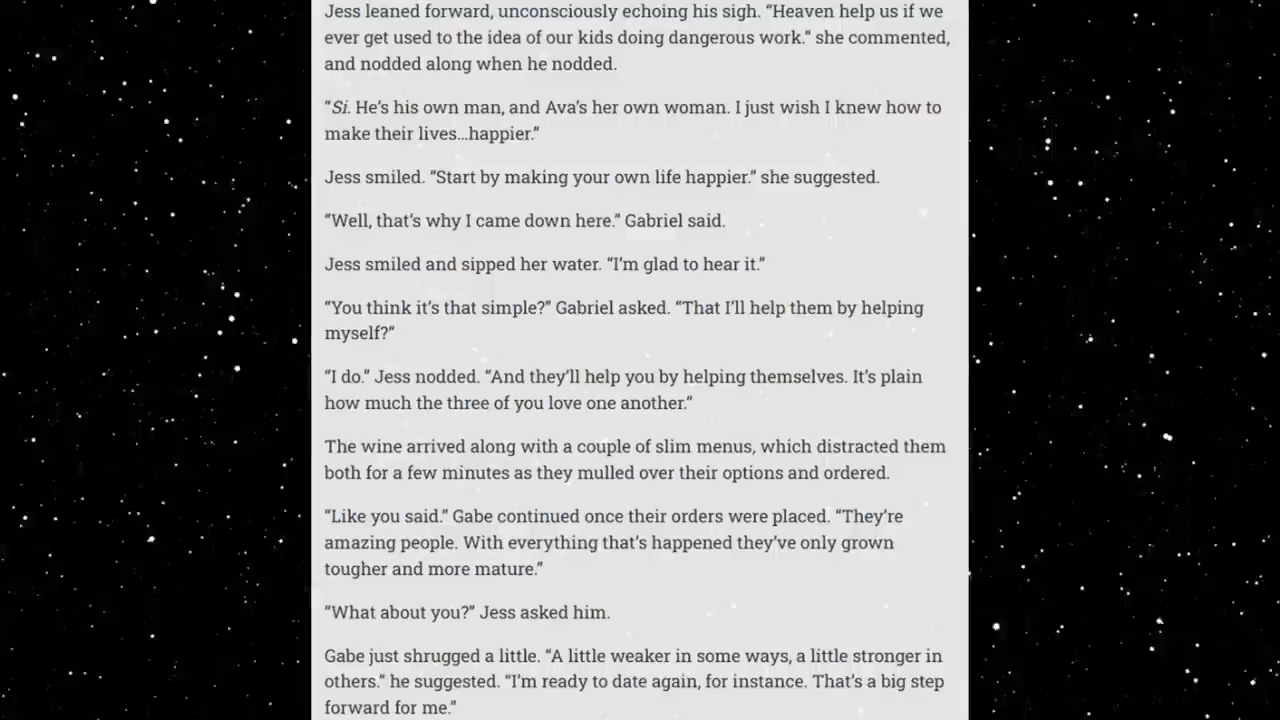 Jess leaned forward, unconsciously echoing his sigh. “Heaven help us if we
ever get used to the idea of our kids doing dangerous work.” she commented,
and nodded along when he nodded.
“Si. He’s his own man, and Ava’s her own woman. I just wish I knew how to
make their lives…happier.”
Jess smiled. “Start by making your own life happier.” she suggested.
“Well, that’s why I came down here.” Gabriel said.
Jess smiled and sipped her water. “I’m glad to hear it.”
“You think it’s that simple?” Gabriel asked. “That I’ll help them by helping
myself?”
“I do.” Jess nodded. “And they’ll help you by helping themselves. It’s plain
how much the three of you love one another.”
The wine arrived along with a couple of slim menus, which distracted them
both for a few minutes as they mulled over their options and ordered.
“Like you said.” Gabe continued once their orders were placed. “They’re
amazing people. With everything that’s happened they’ve only grown
tougher and more mature.”
“What about you?” Jess asked him.
Gabe just shrugged a little. “A little weaker in some ways, a little stronger in
others.” he suggested. “I’m ready to date again, for instance. That’s a big step
forward for me.”